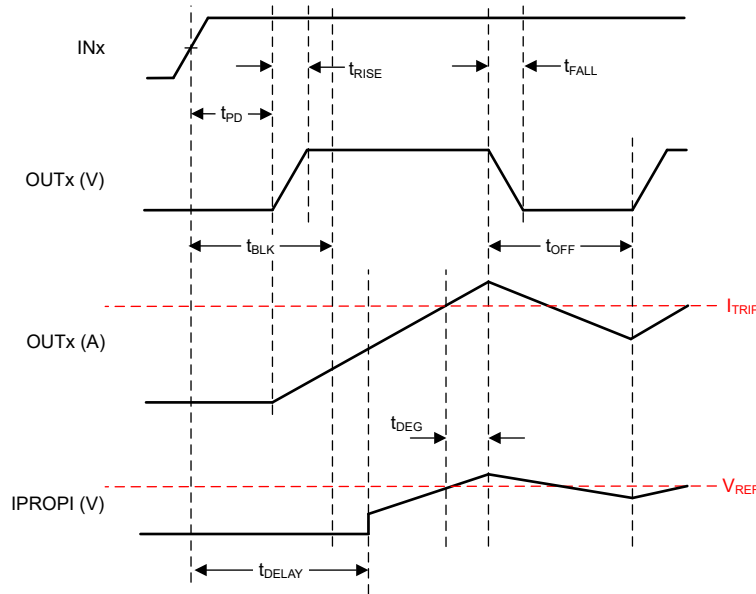 INx
tRISE
tFALL
tPD
OUTx (V)
tBLK
tOFF
ITRIP
OUTx (A)
tDEG
VREF
IPROPI (V)
tDELAY